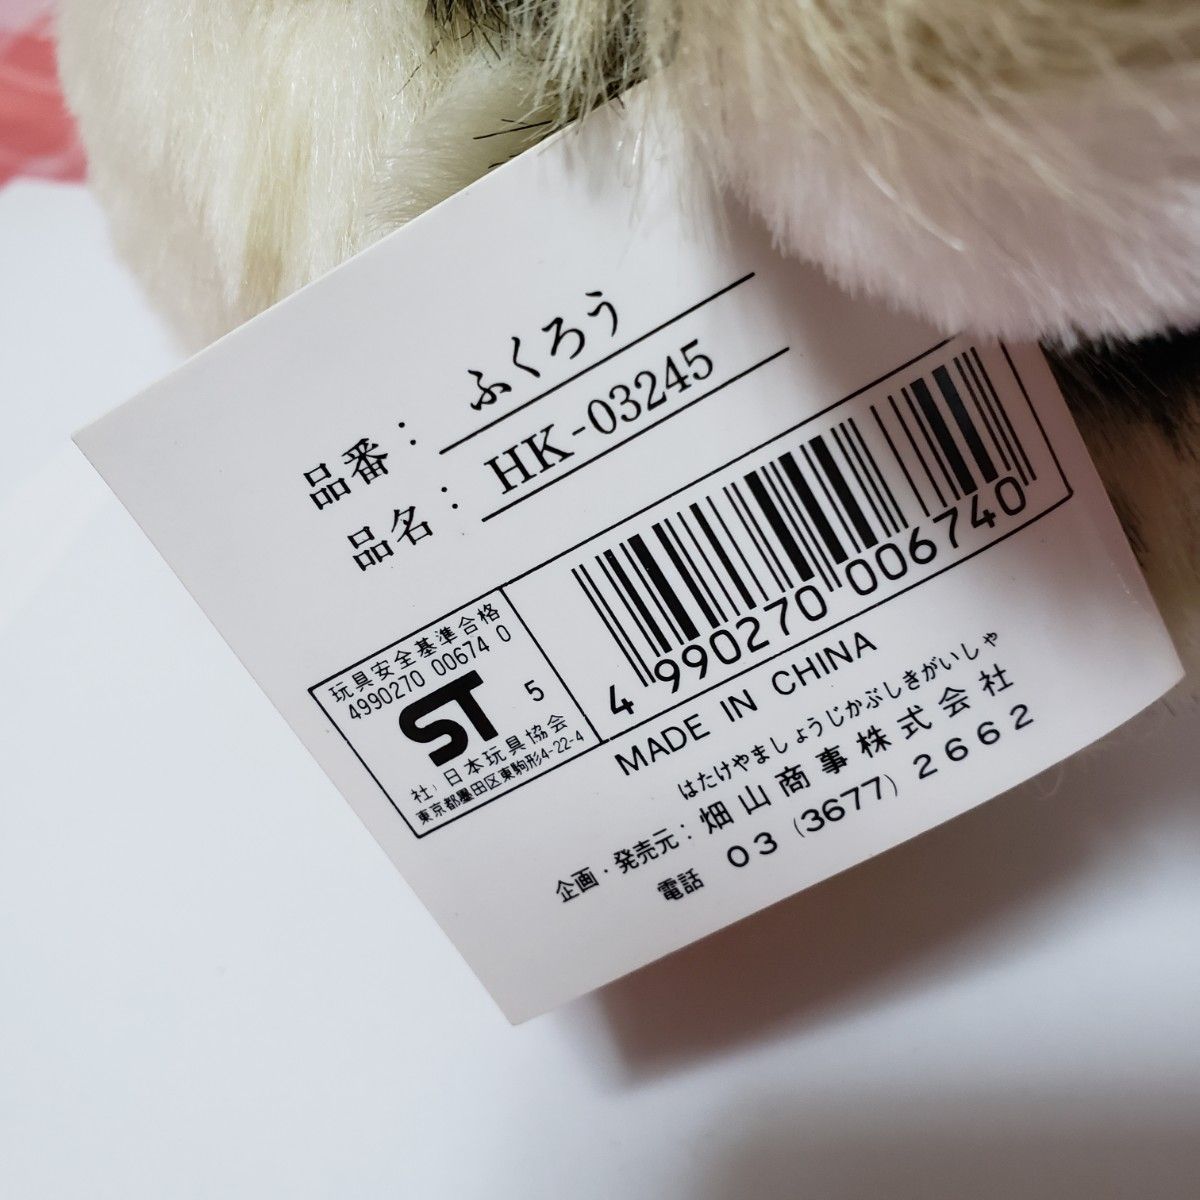 品番： ふくろう
品名： HK-03245
玩具安全基準合格
4990270 00674 0
ST 5
社）日本玩具協会
東京都墨田区東駒形4-22-4
4 990270 006740
MADE IN CHINA
はたけやましょうじかぶしきがいしゃ
企画・発売元：畑山商事株式会社
電話 03（3677）2662